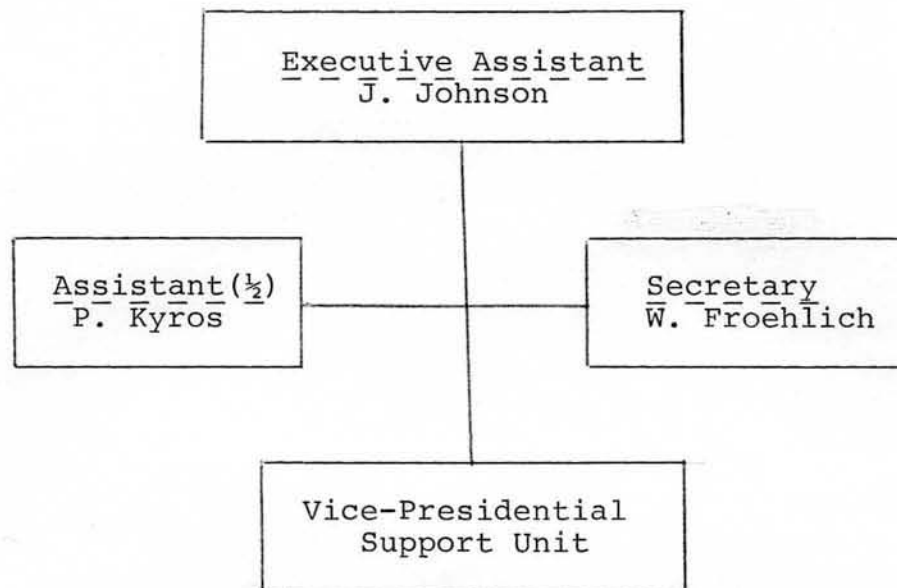 Executive Assistant
J. Johnson
Assistant(½)
P. Kyros
Secretary
W. Froehlich
Vice-Presidential
Support Unit